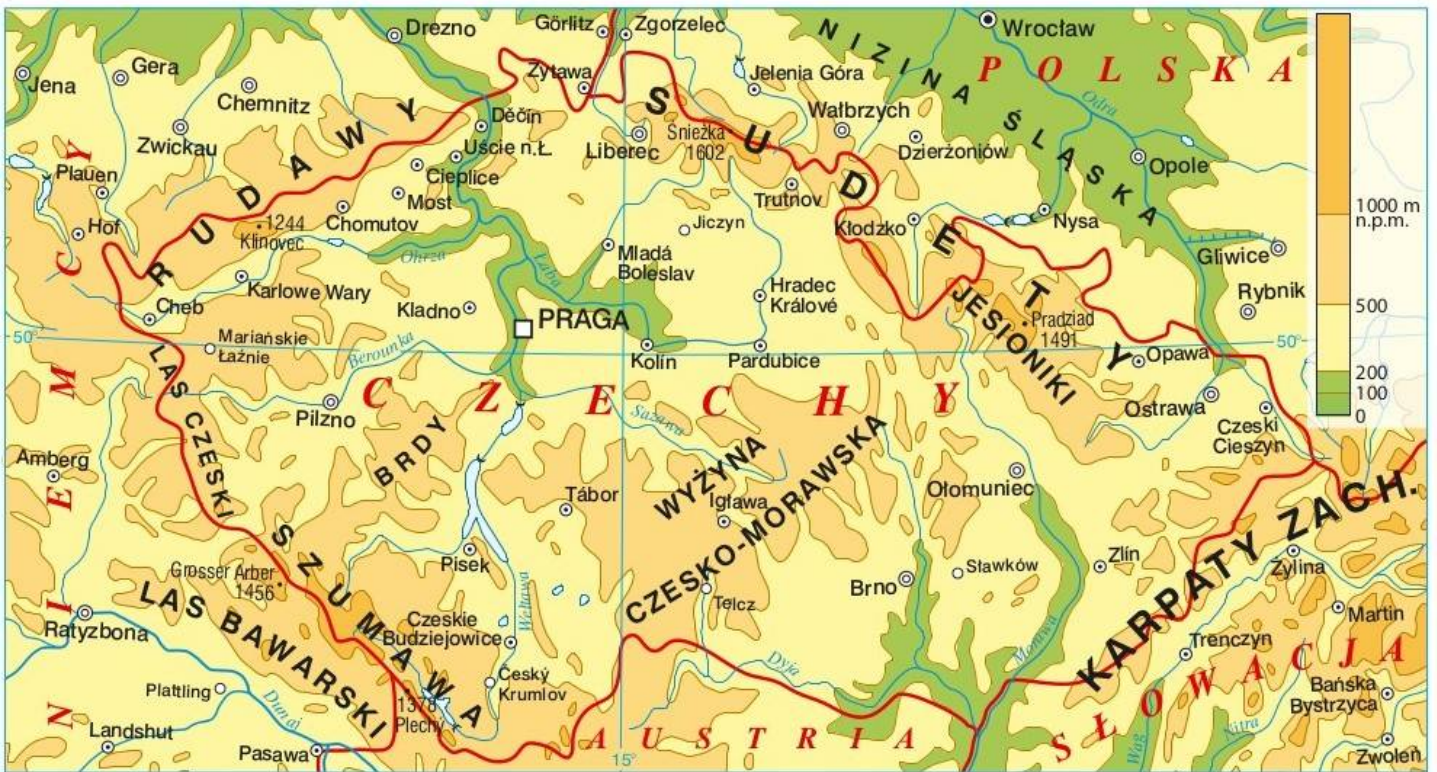 Drezno
Görlitz
Zgorzelec
Wrocław
Jena
Gera
Chemnitz
Zwickau
Plauen
Hof
Żytawa
Jelenia Góra
Wałbrzych
Dzierżoniów
NIZINA ŚLĄSKA
POLSKA
Odra
Opole
Nysa
Gliwice
Rybnik
1000 m
n.p.m.
500
200
100
0
RUDAWY
Děčín
Uście n.Ł.
Cieplice
Most
Chomutov
1244
Klinovec
Liberec
Śnieżka
1602
SUDETY
Trutnov
Kłodzko
Jiczyn
Mladá
Boleslav
Hradec
Králové
Ohrza
Łaba
Cheb
Karlowe Wary
Kladno
PRAGA
Kolín
Pardubice
50°
50°
Mariańskie
Łaźnie
Berounka
Pilzno
JESIONIKI
Pradziad
1491
Opawa
Ostrawa
Czeski
Cieszyn
CZECHY
NIEMCY
LAS CZESKI
BRDY
Sazawa
WYŻYNA
CZESKO-MORAWSKA
Amberg
Tábor
Igława
Ołomuniec
Pisek
Grosser Arber
1456
SZUMAWA
LAS BAWARSKI
Ratyzbona
Czeskie
Budziejowice
Wełtawa
Telcz
Brno
Sławków
Zlín
KARPATY ZACH.
Żylina
Martin
Trenczyn
SŁOWACJA
Bańska
Bystrzyca
Zwoleń
Nitra
Wag
Morawa
Dyja
AUSTRIA
15°
Český
Krumlov
1378
Plechý
Plattling
Landshut
Dunaj
Pasawa